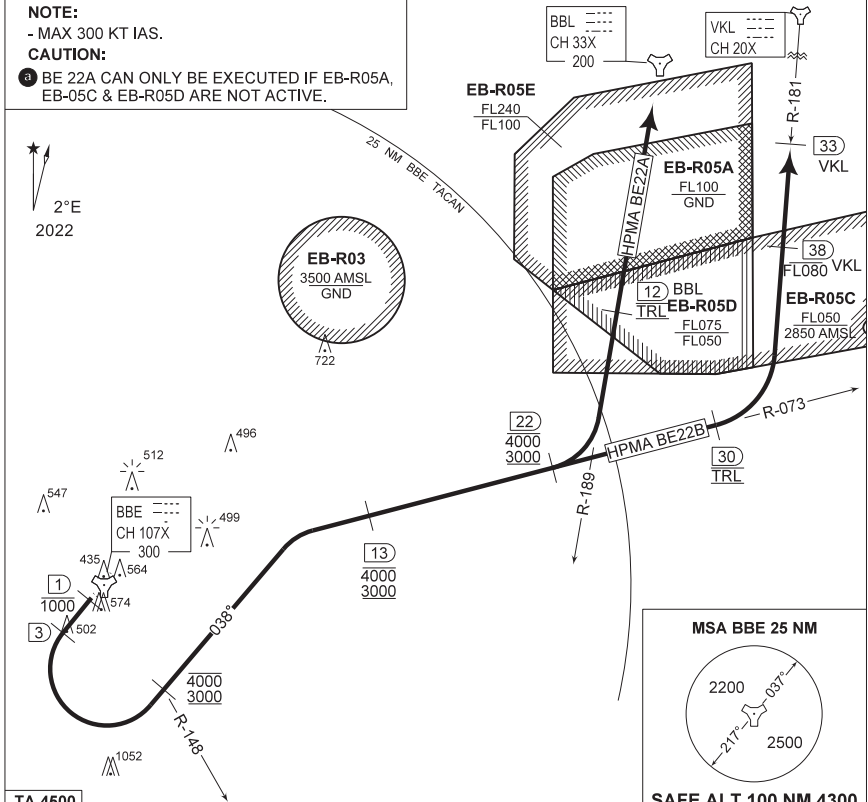 NOTE:
- MAX 300 KT IAS.
CAUTION:
a BE 22A CAN ONLY BE EXECUTED IF EB-R05A,
EB-05C & EB-R05D ARE NOT ACTIVE.
BBL
CH 33X
200
VKL
CH 20X
R-181
EB-R05E
FL240
FL100
25 NM BBE TACAN
33
VKL
EB-R05A
FL100
GND
HPMA BE22A
2°E
2022
EB-R03
3500 AMSL
GND
722
38
FL080 VKL
12 BBL
TRL
EB-R05D
FL075
FL050
EB-R05C
FL050
2850 AMSL
R-073
22
4000
3000
HPMA BE22B
30
TRL
R-189
496
512
547
499
BBE
CH 107X
300
435
564
574
1
1000
3
502
13
4000
3000
038°
4000
3000
R-148
1052
MSA BBE 25 NM
2200
037°
217°
2500
TA 4500
SAFE ALT 100 NM 4300